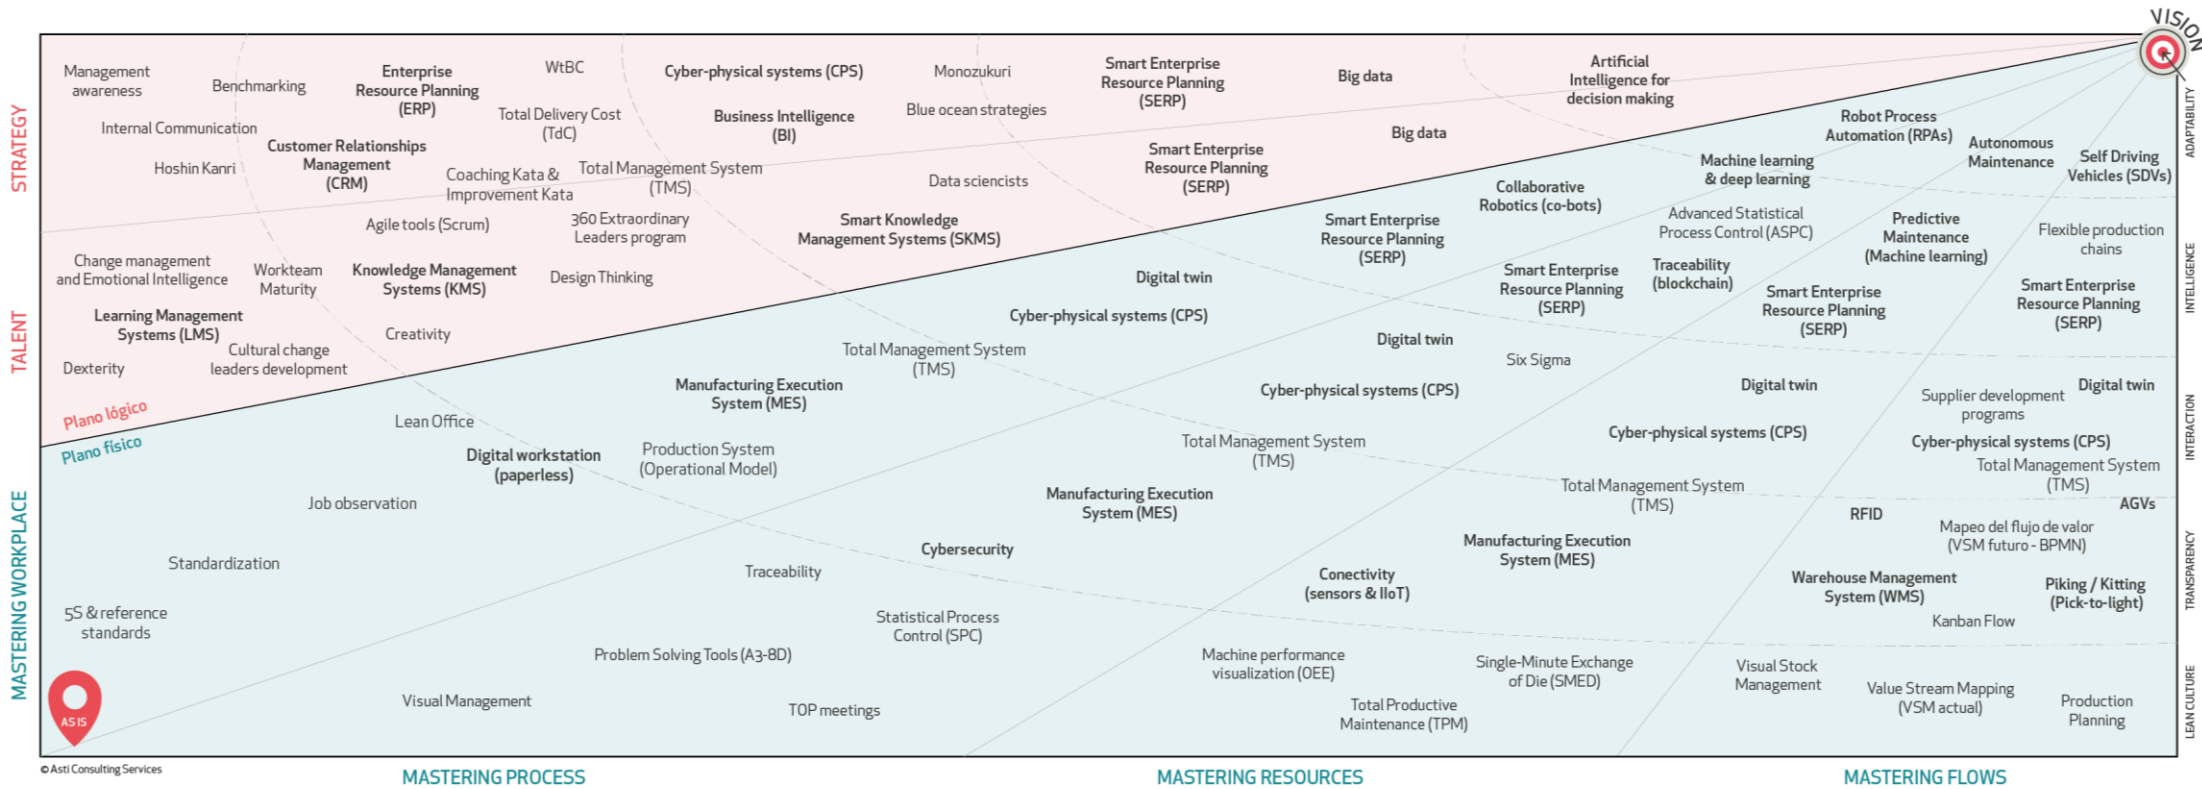 VISION
STRATEGY
TALENT
MASTERING WORKPLACE
Management
awareness
Benchmarking
Internal Communication
Hoshin Kanri
Enterprise
Resource Planning
(ERP)
Customer Relationships
Management
(CRM)
WtBC
Total Delivery Cost
(TdC)
Coaching Kata &
Improvement Kata
Total Management System
(TMS)
Cyber-physical systems (CPS)
Business Intelligence
(BI)
Monozukuri
Blue ocean strategies
Data sciencists
Smart Enterprise
Resource Planning
(SERP)
Big data
Smart Enterprise
Resource Planning
(SERP)
Big data
Artificial
Intelligence for
decision making
Agile tools (Scrum)
360 Extraordinary
Leaders program
Smart Knowledge
Management Systems (SKMS)
Change management
and Emotional Intelligence
Workteam
Maturity
Knowledge Management
Systems (KMS)
Design Thinking
Learning Management
Systems (LMS)
Creativity
Cultural change
leaders development
Dexterity
Plano lógico
Plano físico
Robot Process
Automation (RPAs)
Autonomous
Maintenance
Self Driving
Vehicles (SDVs)
Machine learning
& deep learning
Collaborative
Robotics (co-bots)
Advanced Statistical
Process Control (ASPC)
Predictive
Maintenance
(Machine learning)
Flexible production
chains
Smart Enterprise
Resource Planning
(SERP)
Smart Enterprise
Resource Planning
(SERP)
Traceability
(blockchain)
Smart Enterprise
Resource Planning
(SERP)
Smart Enterprise
Resource Planning
(SERP)
Digital twin
Cyber-physical systems (CPS)
Total Management System
(TMS)
Digital twin
Six Sigma
Cyber-physical systems (CPS)
Digital twin
Supplier development
programs
Digital twin
Manufacturing Execution
System (MES)
Lean Office
Digital workstation
(paperless)
Production System
(Operational Model)
Total Management System
(TMS)
Cyber-physical systems (CPS)
Cyber-physical systems (CPS)
Total Management System
(TMS)
Job observation
Manufacturing Execution
System (MES)
Total Management System
(TMS)
AGVs
RFID
Mapeo del flujo de valor
(VSM futuro - BPMN)
Standardization
Cybersecurity
Traceability
Manufacturing Execution
System (MES)
Conectivity
(sensors & IIoT)
Warehouse Management
System (WMS)
Piking / Kitting
(Pick-to-light)
Kanban Flow
5S & reference
standards
Statistical Process
Control (SPC)
Problem Solving Tools (A3-8D)
Machine performance
visualization (OEE)
Single-Minute Exchange
of Die (SMED)
Visual Stock
Management
Value Stream Mapping
(VSM actual)
Production
Planning
Visual Management
TOP meetings
Total Productive
Maintenance (TPM)
AS IS
ADAPTABILITY
INTELLIGENCE
INTERACTION
TRANSPARENCY
LEAN CULTURE
© Asti Consulting Services
MASTERING PROCESS
MASTERING RESOURCES
MASTERING FLOWS